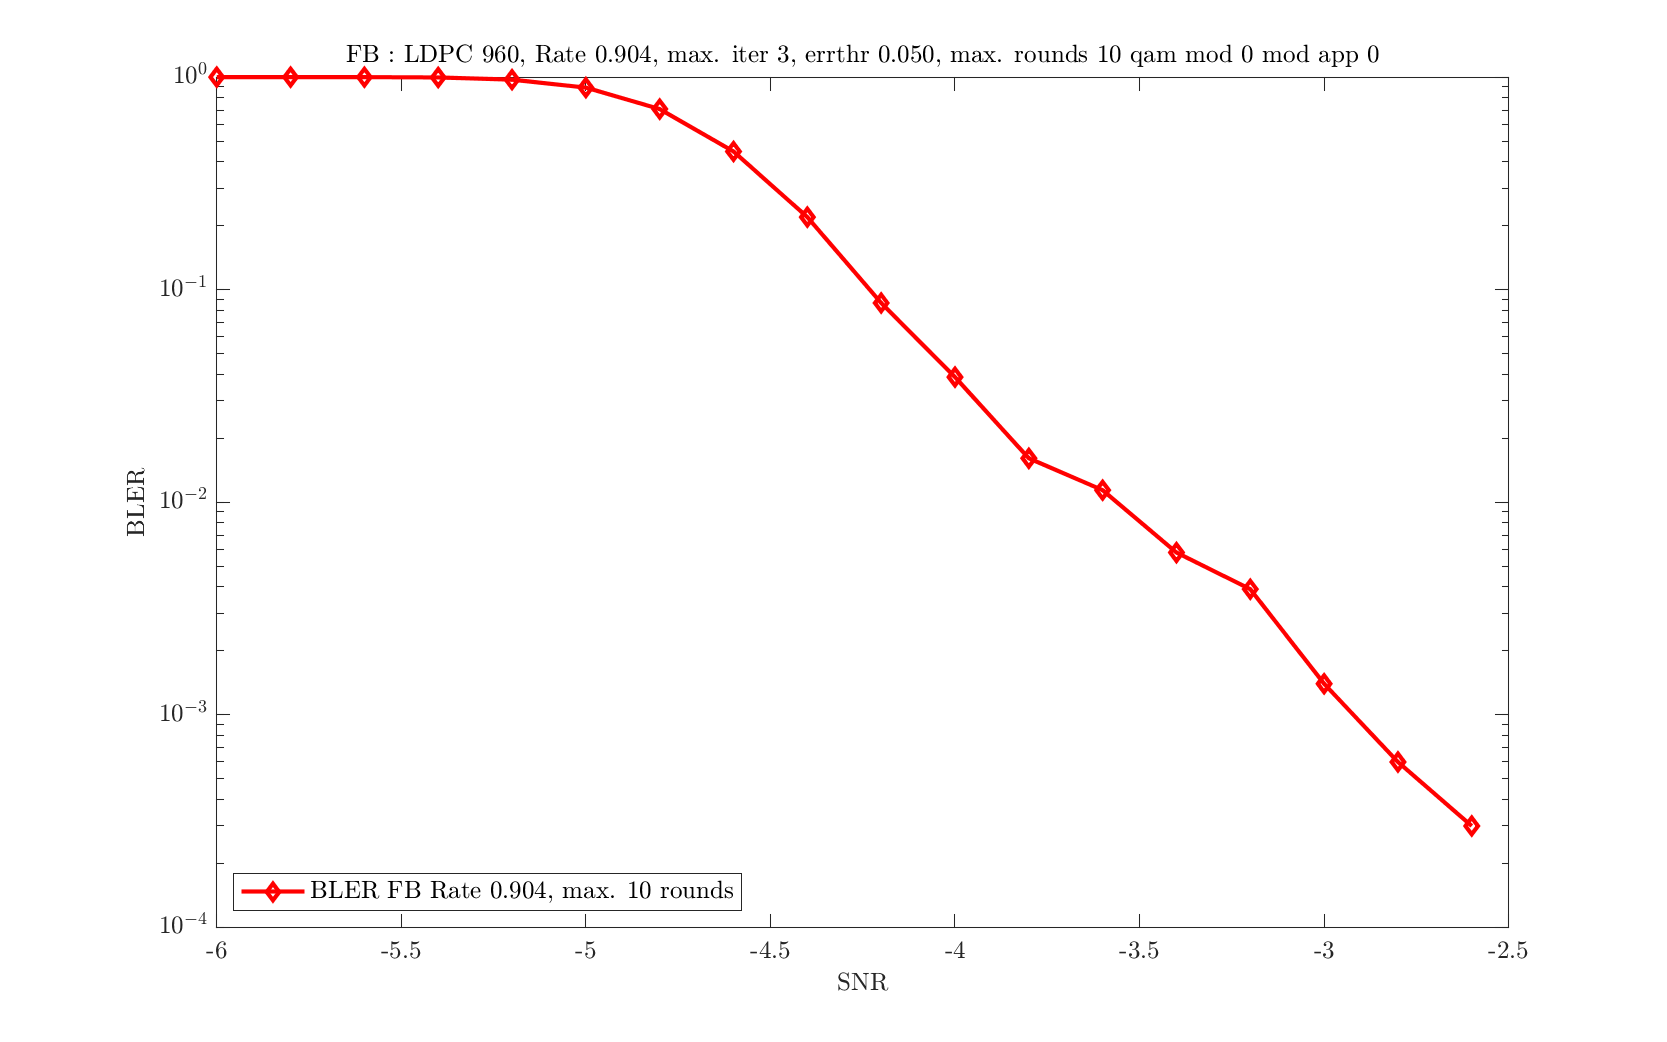 FB : LDPC 960, Rate 0.904, max. iter 3, errthr 0.050, max. rounds 10 qam mod 0 mod app 0
10^0
10^-1
10^-2
10^-3
10^-4
BLER
BLER FB Rate 0.904, max. 10 rounds
-6 -5.5 -5 -4.5 -4 -3.5 -3 -2.5
SNR